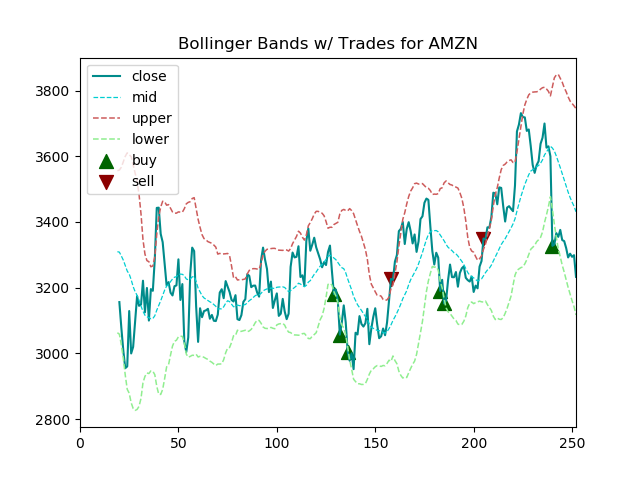 Bollinger Bands w/ Trades for AMZN
close
mid
upper
lower
buy
sell
3800
3600
3400
3200
3000
2800
0 50 100 150 200 250